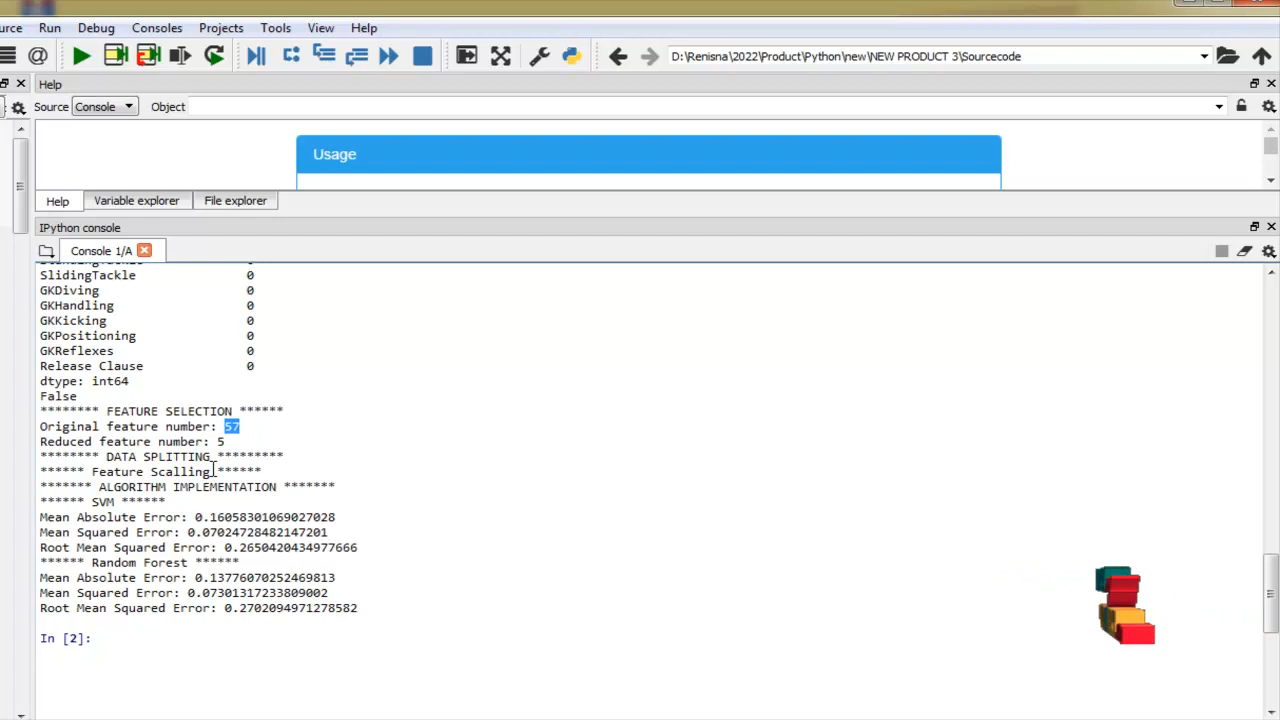 ource Run Debug Consoles Projects Tools View Help
@ D:\Renisna\2022\Product\Python\new\NEW PRODUCT 3\Sourcecode
Help
Source Console Object
Usage
Help Variable explorer File explorer
IPython console
Console 1/A
SlidingTackle 0
GKDiving 0
GKHandling 0
GKKicking 0
GKPositioning 0
GKReflexes 0
Release Clause 0
dtype: int64
False
******** FEATURE SELECTION ******
Original feature number: 57
Reduced feature number: 5
******** DATA SPLITTING *********
****** Feature Scalling ******
******* ALGORITHM IMPLEMENTATION *******
****** SVM ******
Mean Absolute Error: 0.16058301069027028
Mean Squared Error: 0.07024728482147201
Root Mean Squared Error: 0.2650420434977666
****** Random Forest ******
Mean Absolute Error: 0.13776070252469813
Mean Squared Error: 0.07301317233809002
Root Mean Squared Error: 0.2702094971278582
In [2]: